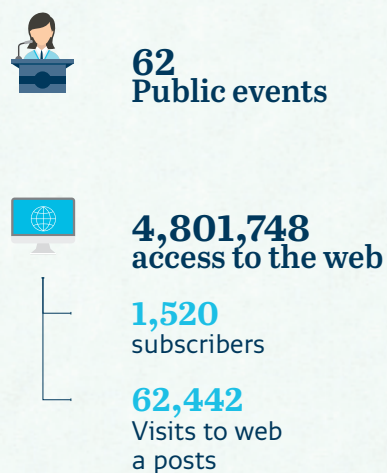 62
Public events
4,801,748
access to the web
1,520
subscribers
62,442
Visits to web
a posts